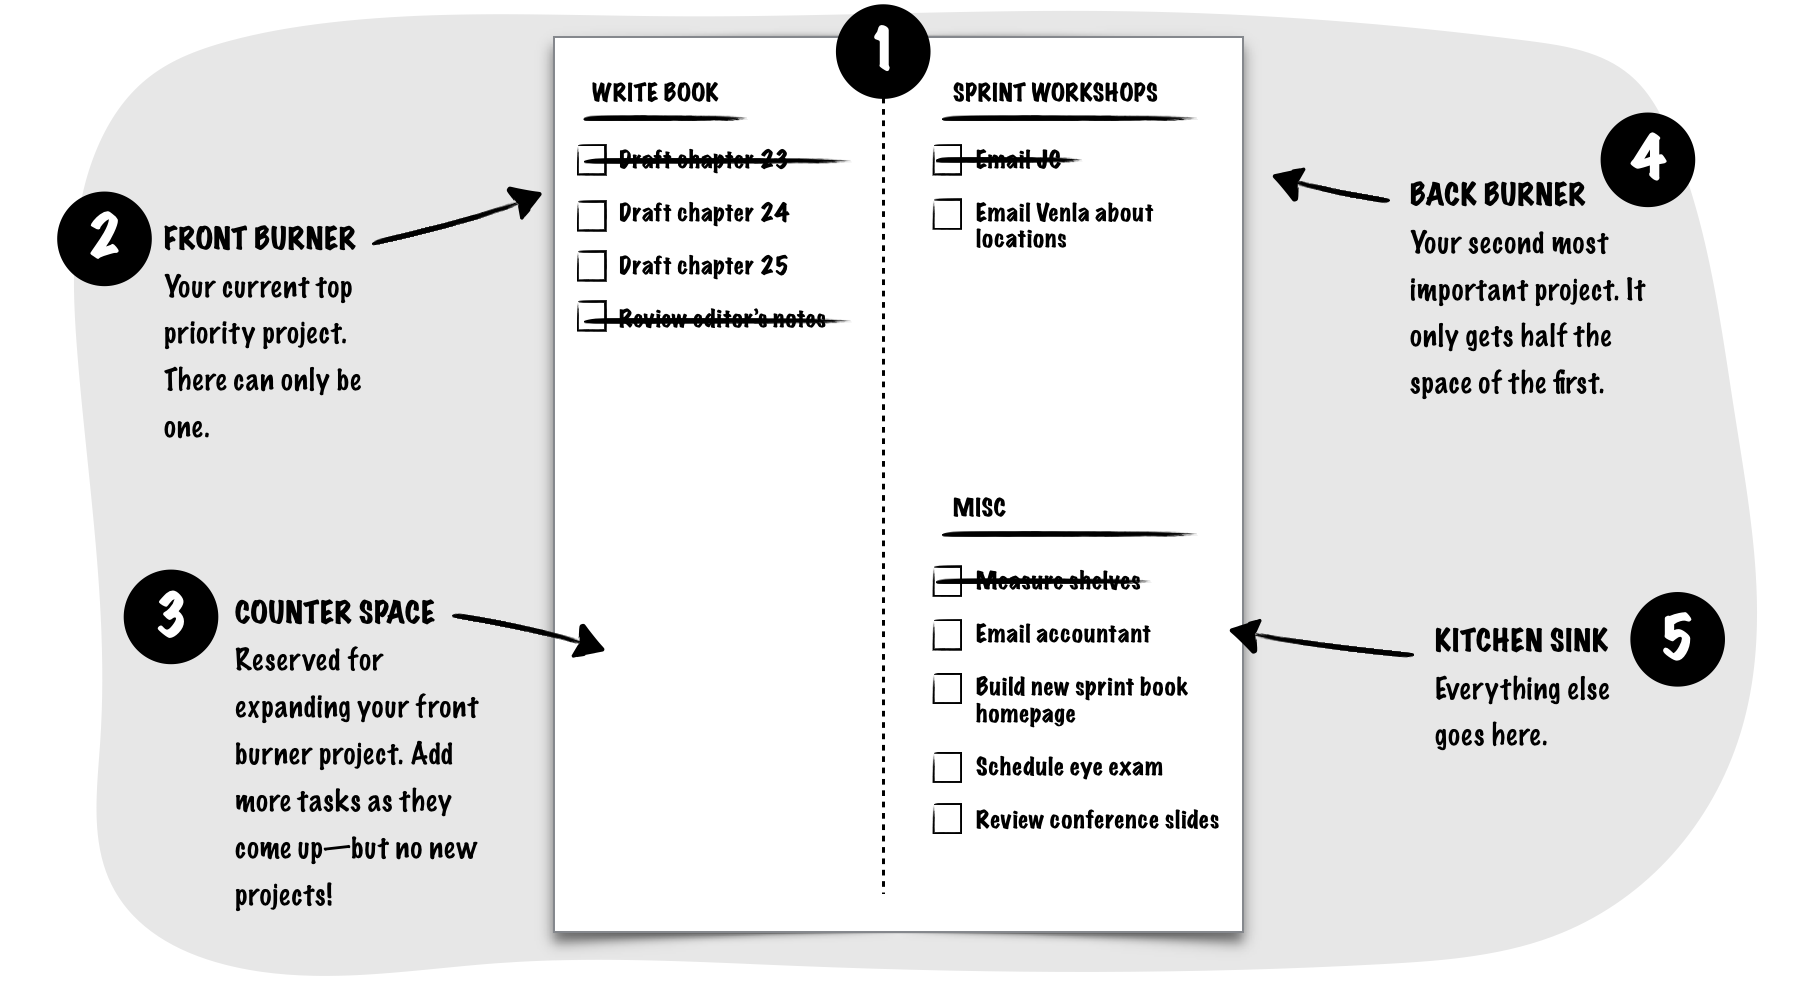 1
WRITE BOOK
Draft chapter 23
Draft chapter 24
Draft chapter 25
Review editor's notes
SPRINT WORKSHOPS
Email JC
Email Venla about
locations
MISC
Measure shelves
Email accountant
Build new sprint book
homepage
Schedule eye exam
Review conference slides
2
FRONT BURNER
Your current top
priority project.
There can only be
one.
3
COUNTER SPACE
Reserved for
expanding your front
burner project. Add
more tasks as they
come up—but no new
projects!
4
BACK BURNER
Your second most
important project. It
only gets half the
space of the first.
5
KITCHEN SINK
Everything else
goes here.